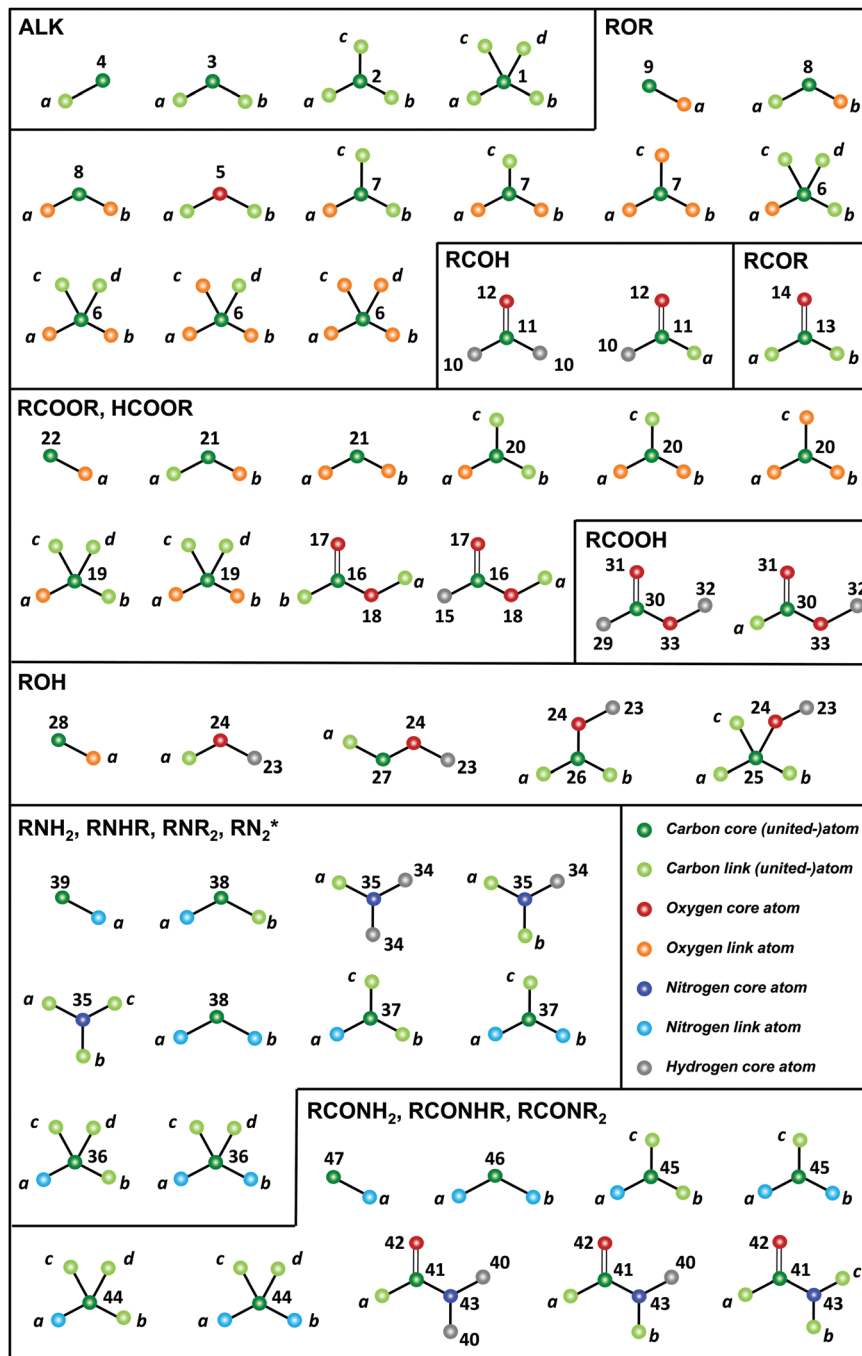 ALK
ROR
4
a
3
a
b
c
2
a
b
c
d
1
a
b
9
a
8
a
b
8
a
b
5
a
b
c
7
a
b
c
7
a
b
c
7
a
b
c
d
6
a
b
c
d
6
a
b
c
d
6
a
b
c
d
6
a
b
RCOH
12
11
10
10
12
11
10
a
RCOR
14
13
a
b
RCOOR, HCOOR
22
a
21
a
b
21
a
b
c
20
a
b
c
20
a
b
c
20
a
b
c
d
19
a
b
c
d
19
a
b
17
16
a
b
18
17
16
a
15
18
RCOOH
31
32
30
29
33
31
32
30
a
33
ROH
28
a
24
a
23
a
24
27
23
24
23
a
26
b
c
24
23
a
25
b
RNH2, RNHR, RNR2, RN2*
39
a
38
a
b
a
35
34
34
a
35
34
b
a
35
c
b
38
a
b
c
37
a
b
c
37
a
b
c
d
36
a
b
c
d
36
a
b
Carbon core (united-)atom
Carbon link (united-)atom
Oxygen core atom
Oxygen link atom
Nitrogen core atom
Nitrogen link atom
Hydrogen core atom
RCONH2, RCONHR, RCONR2
47
a
46
a
b
c
45
a
b
c
45
a
b
c
d
44
a
b
c
d
44
a
b
42
41
40
a
43
40
42
41
40
a
43
b
42
41
c
a
43
b